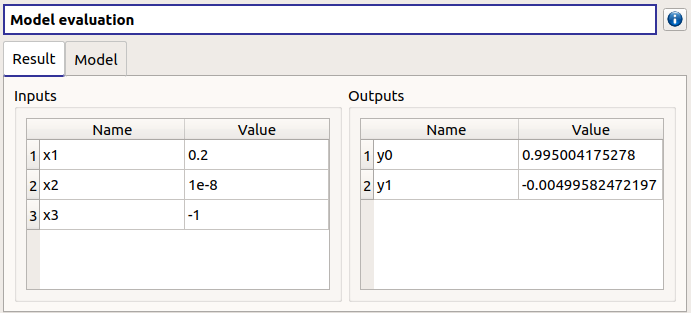 Model evaluation
Result Model
Inputs
Name Value
1 x1 0.2
2 x2 1e-8
3 x3 -1
Outputs
Name Value
1 y0 0.995004175278
2 y1 -0.00499582472197